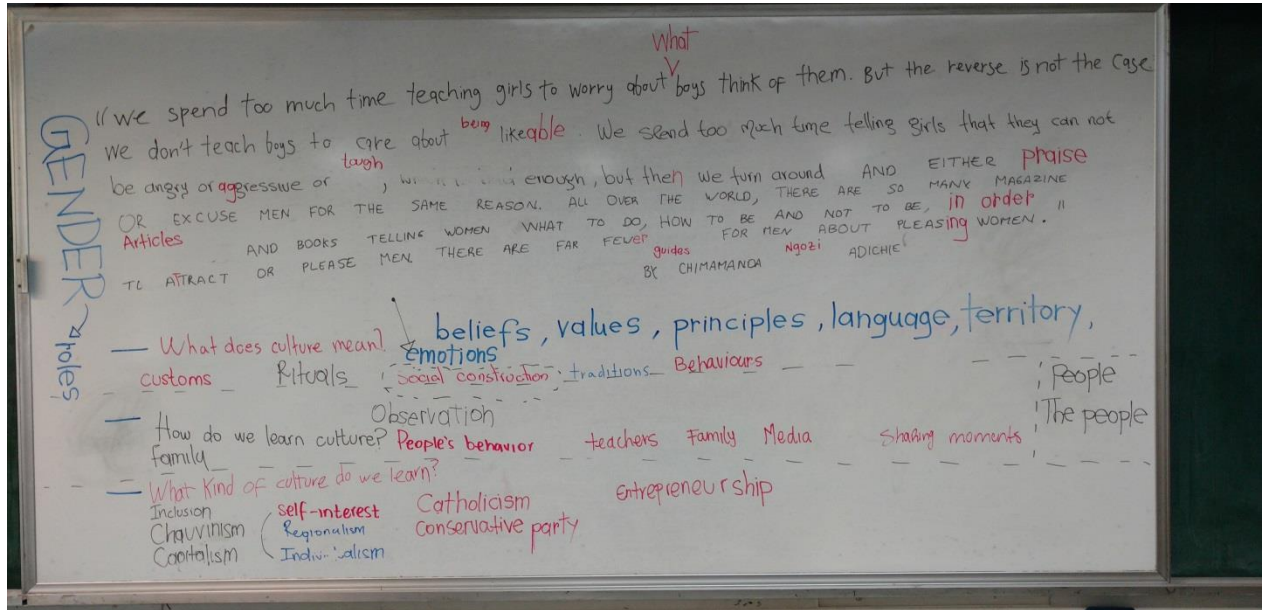 GENDER → roles
What
"we spend too much time teaching girls to worry about boys think of them. But the reverse is not the case
we don't teach boys to care about being likeable. We spend too much time telling girls that they can not
be angry or aggressive or tough, enough, but then we turn around AND EITHER praise
OR EXCUSE MEN FOR THE SAME REASON. ALL OVER THE WORLD, THERE ARE SO MANY MAGAZINE
Articles AND BOOKS TELLING WOMEN WHAT TO DO, HOW TO BE AND NOT TO BE, in order
TO ATTRACT OR PLEASE MEN THERE ARE FAR FEWer guides FOR MEN ABOUT PLEASing WOMEN."
BY CHIMAMANDA Ngozi ADICHIE
beliefs, values, principles, language, territory,
— What does culture mean? emotions
customs Rituals social construction traditions Behaviours People
Observation The people
— How do we learn culture? People's behavior teachers Family Media Sharing moments
family
— What Kind of culture do we learn?
Inclusion self-interest Catholicism Entrepreneurship
Chauvinism Regionalism conservative party
Capitalism